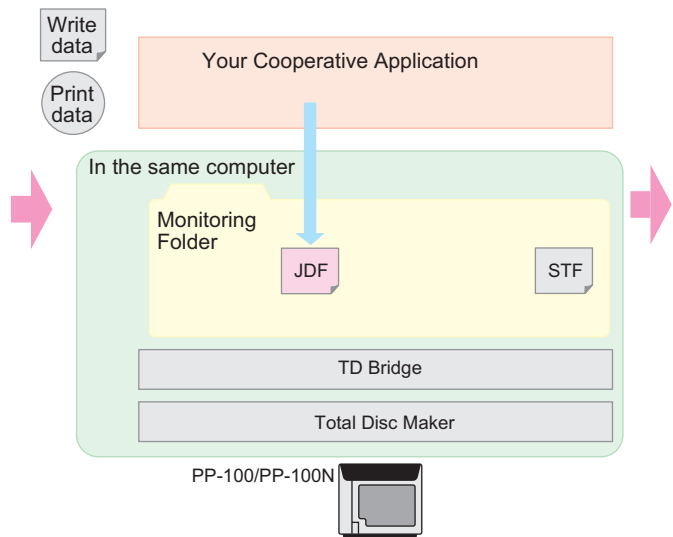 Write
data
Print
data
Your Cooperative Application
In the same computer
Monitoring
Folder
JDF
STF
TD Bridge
Total Disc Maker
PP-100/PP-100N